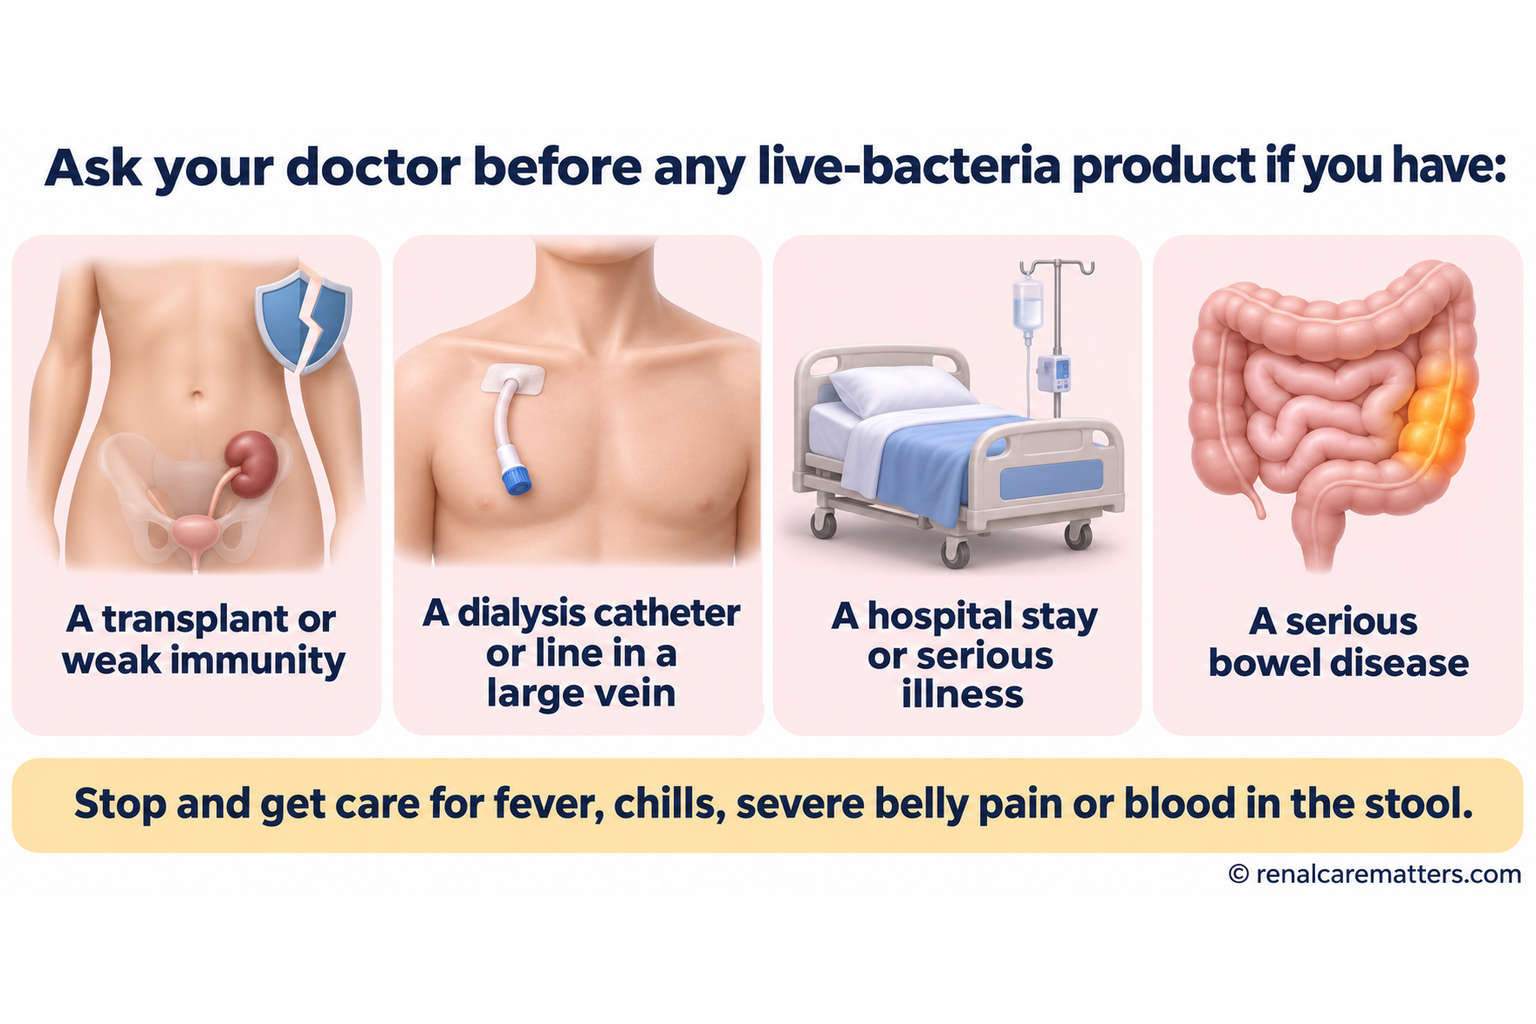 Ask your doctor before any live-bacteria product if you have:
A transplant or
weak immunity
A dialysis catheter
or line in a
large vein
A hospital stay
or serious
illness
A serious
bowel disease
Stop and get care for fever, chills, severe belly pain or blood in the stool.
© renalcarematters.com